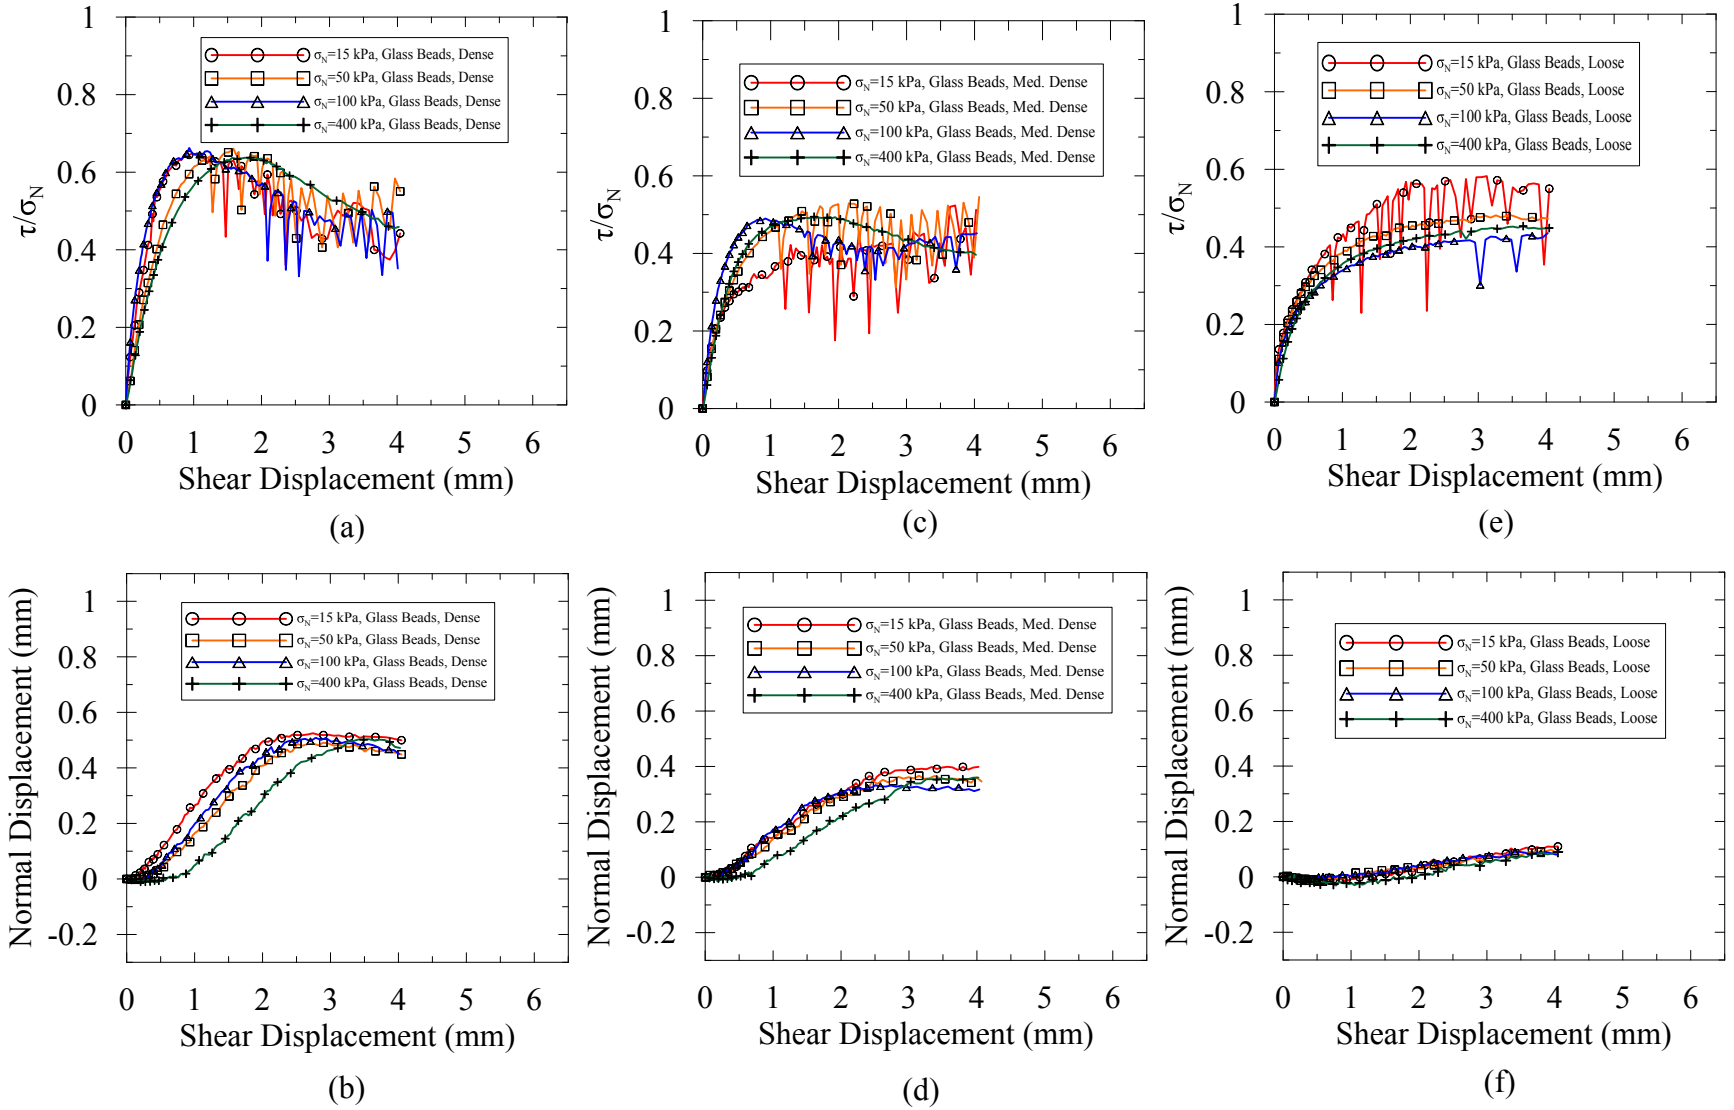 1
0.8
0.6
0.4
0.2
0
τ/σN
σN=15 kPa, Glass Beads, Dense
σN=50 kPa, Glass Beads, Dense
σN=100 kPa, Glass Beads, Dense
σN=400 kPa, Glass Beads, Dense
0 1 2 3 4 5 6
Shear Displacement (mm)
(a)
1
0.8
0.6
0.4
0.2
0
τ/σN
σN=15 kPa, Glass Beads, Med. Dense
σN=50 kPa, Glass Beads, Med. Dense
σN=100 kPa, Glass Beads, Med. Dense
σN=400 kPa, Glass Beads, Med. Dense
0 1 2 3 4 5 6
Shear Displacement (mm)
(c)
1
0.8
0.6
0.4
0.2
0
τ/σN
σN=15 kPa, Glass Beads, Loose
σN=50 kPa, Glass Beads, Loose
σN=100 kPa, Glass Beads, Loose
σN=400 kPa, Glass Beads, Loose
0 1 2 3 4 5 6
Shear Displacement (mm)
(e)
1
0.8
0.6
0.4
0.2
0
-0.2
Normal Displacement (mm)
σN=15 kPa, Glass Beads, Dense
σN=50 kPa, Glass Beads, Dense
σN=100 kPa, Glass Beads, Dense
σN=400 kPa, Glass Beads, Dense
0 1 2 3 4 5 6
Shear Displacement (mm)
(b)
1
0.8
0.6
0.4
0.2
0
-0.2
Normal Displacement (mm)
σN=15 kPa, Glass Beads, Med. Dense
σN=50 kPa, Glass Beads, Med. Dense
σN=100 kPa, Glass Beads, Med. Dense
σN=400 kPa, Glass Beads, Med. Dense
0 1 2 3 4 5 6
Shear Displacement (mm)
(d)
1
0.8
0.6
0.4
0.2
0
-0.2
Normal Displacement (mm)
σN=15 kPa, Glass Beads, Loose
σN=50 kPa, Glass Beads, Loose
σN=100 kPa, Glass Beads, Loose
σN=400 kPa, Glass Beads, Loose
0 1 2 3 4 5 6
Shear Displacement (mm)
(f)